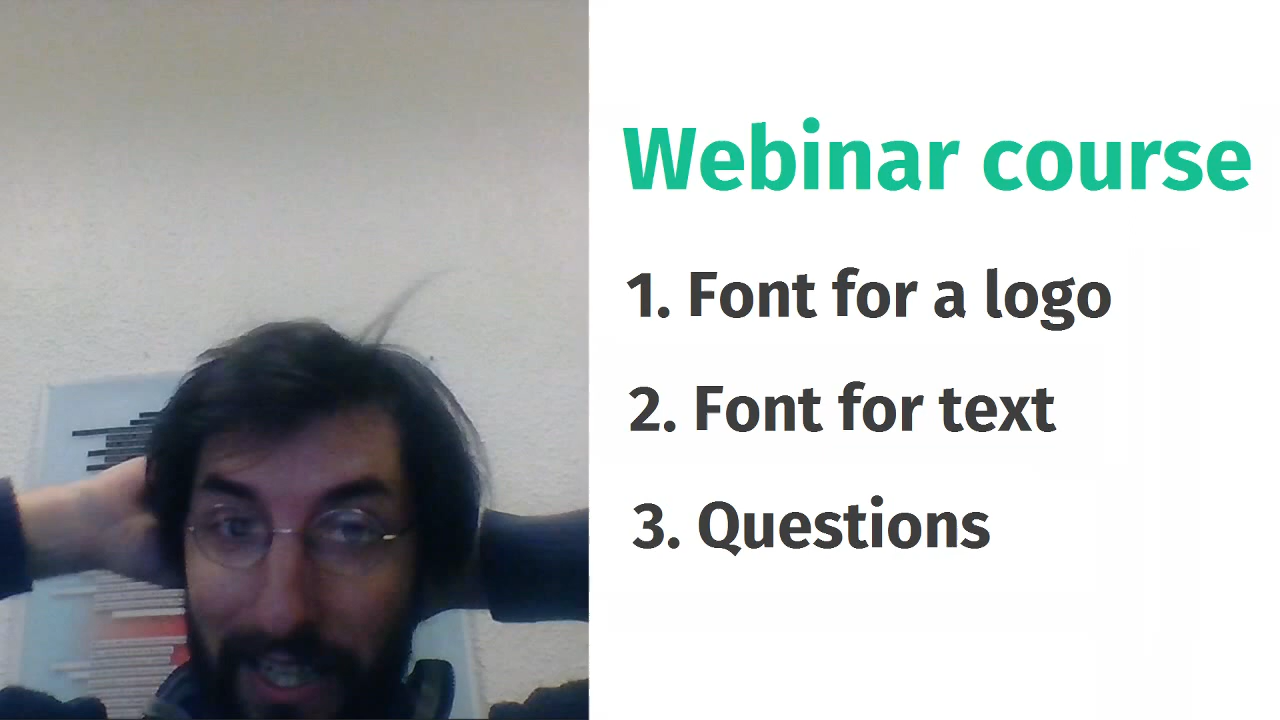 Webinar course
1. Font for a logo
2. Font for text
3. Questions